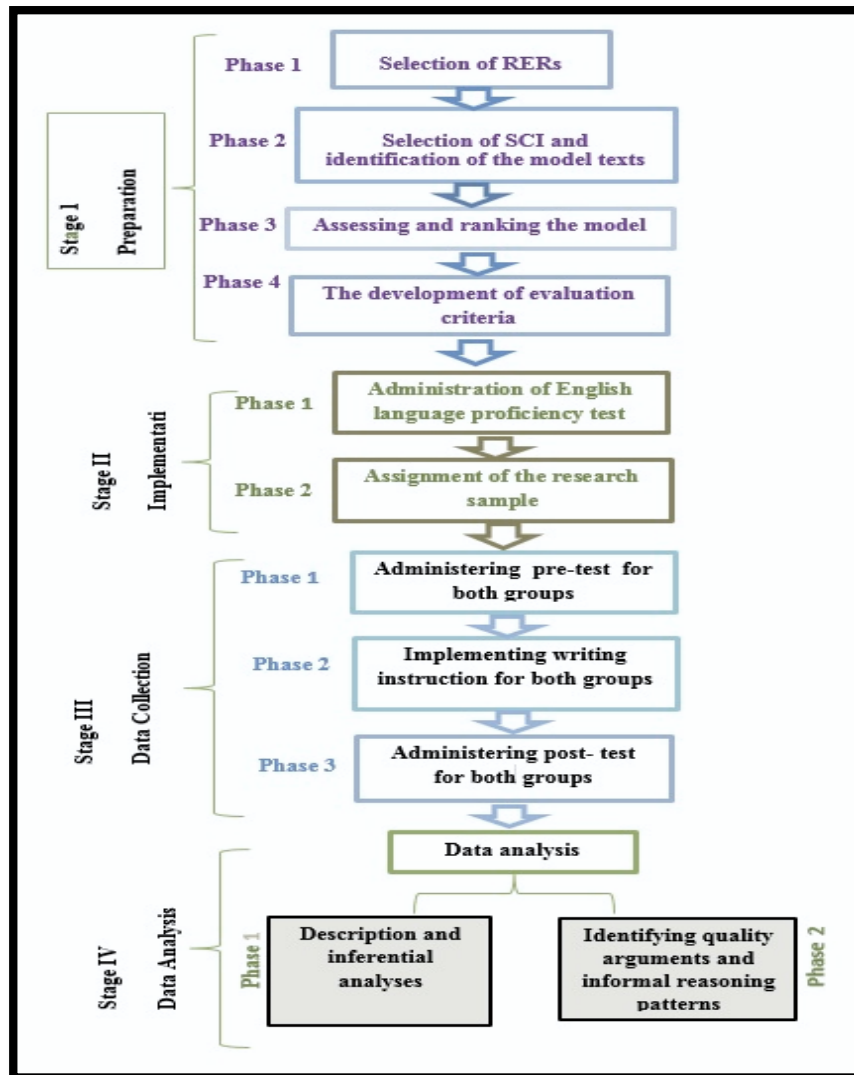 Phase 1
Selection of RERs
Phase 2
Selection of SCI and
identification of the model texts
Stage I
Preparation
Phase 3
Assessing and ranking the model
Phase 4
The development of evaluation
criteria
Phase 1
Administration of English
language proficiency test
Stage II
Implementati
Phase 2
Assignment of the research
sample
Phase 1
Administering pre-test for
both groups
Phase 2
Implementing writing
instruction for both groups
Stage III
Data Collection
Phase 3
Administering post- test
for both groups
Data analysis
Stage IV
Data Analysis
Phase 1
Description and
inferential
analyses
Identifying quality
arguments and
informal reasoning
patterns
Phase 2